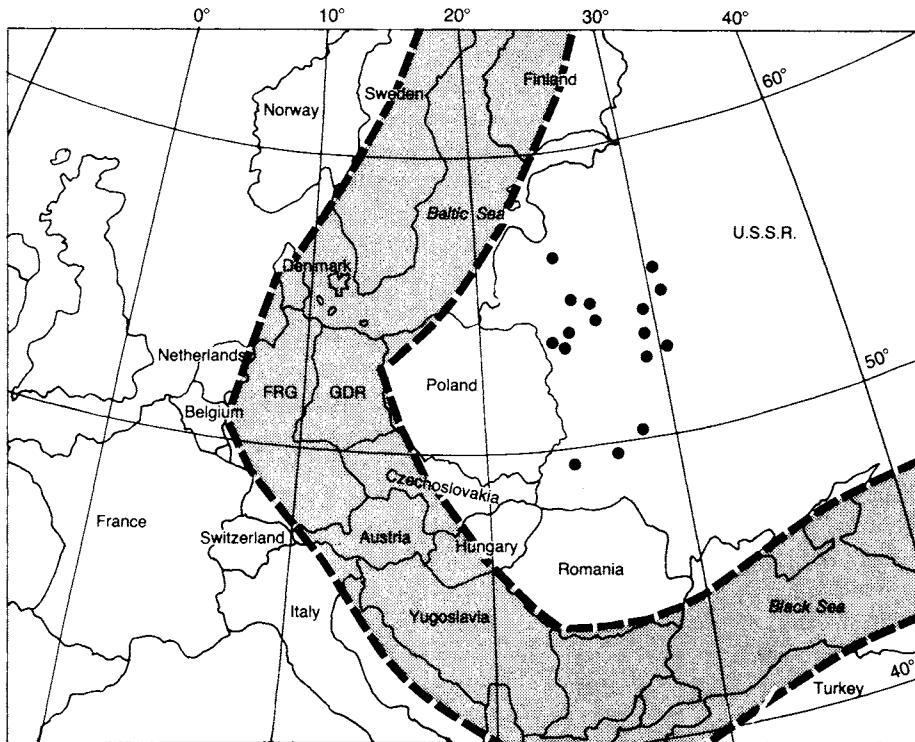 0° 10° 20° 30° 40°
60°
Norway
Sweden
Finland
Baltic Sea
U.S.S.R.
Denmark
Netherlands
50°
Belgium
FRG
GDR
Poland
Czechoslovakia
France
Switzerland
Austria
Hungary
Romania
Italy
Yugoslavia
Black Sea
40°
Turkey